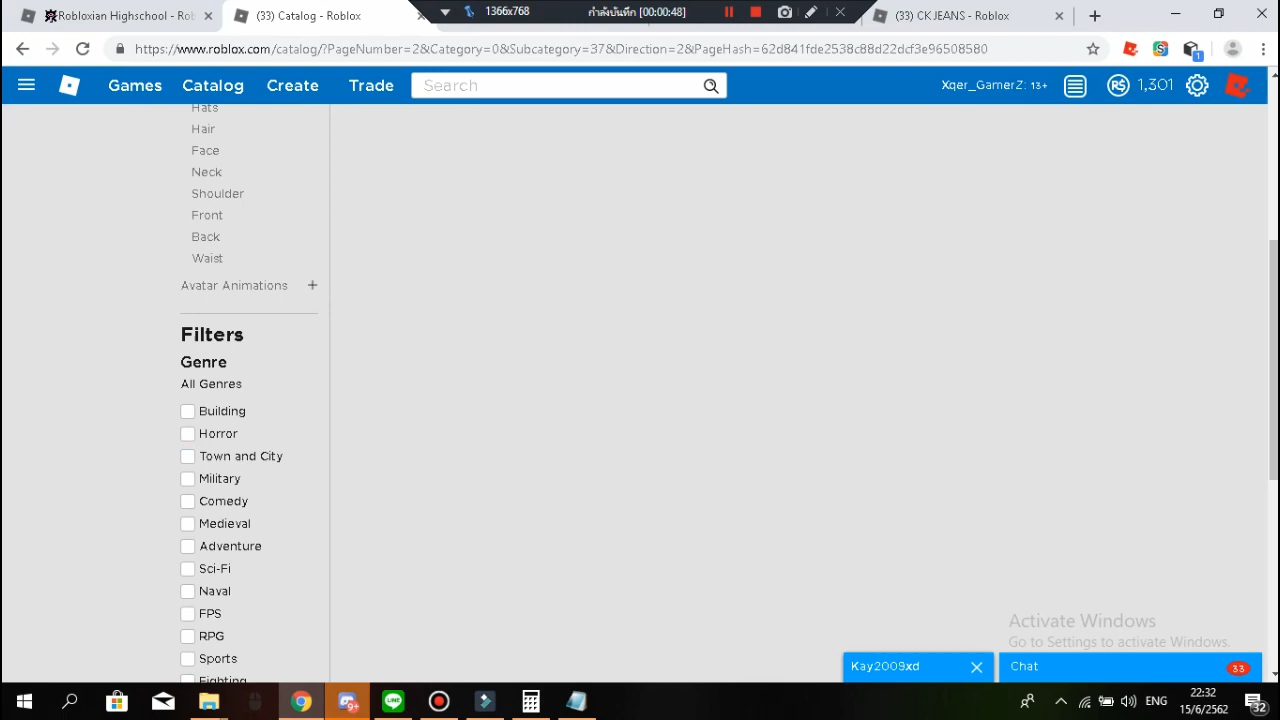 Robloxian Highschool - Rob
(33) Catalog - Roblox
1366x768
กำลังบันทึก [00:00:48]
(33) CK JEANS - Roblox
https://www.roblox.com/catalog/?PageNumber=2&Category=0&Subcategory=37&Direction=2&PageHash=62d841fde2538c88d22dcf3e96508580
1
Games
Catalog
Create
Trade
Search
Xqer_GamerZ: 13+
R$
1,301
Hats
Hair
Face
Neck
Shoulder
Front
Back
Waist
Avatar Animations +
Filters
Genre
All Genres
Building
Horror
Town and City
Military
Comedy
Medieval
Adventure
Sci-Fi
Naval
FPS
RPG
Sports
Fighting
Activate Windows
Go to Settings to activate Windows.
Kay2009xd
Chat
33
LINE
ENG
22:32
15/6/2562
32